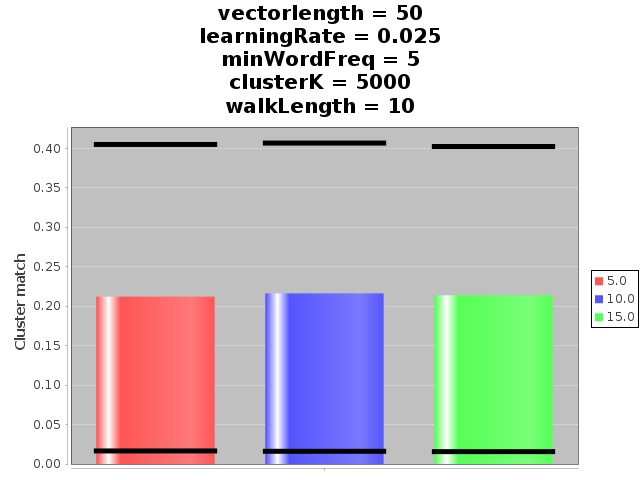 vectorlength = 50
learningRate = 0.025
minWordFreq = 5
clusterK = 5000
walkLength = 10
0.40
0.35
0.30
0.25
0.20
0.15
0.10
0.05
0.00
Cluster match
5.0
10.0
15.0